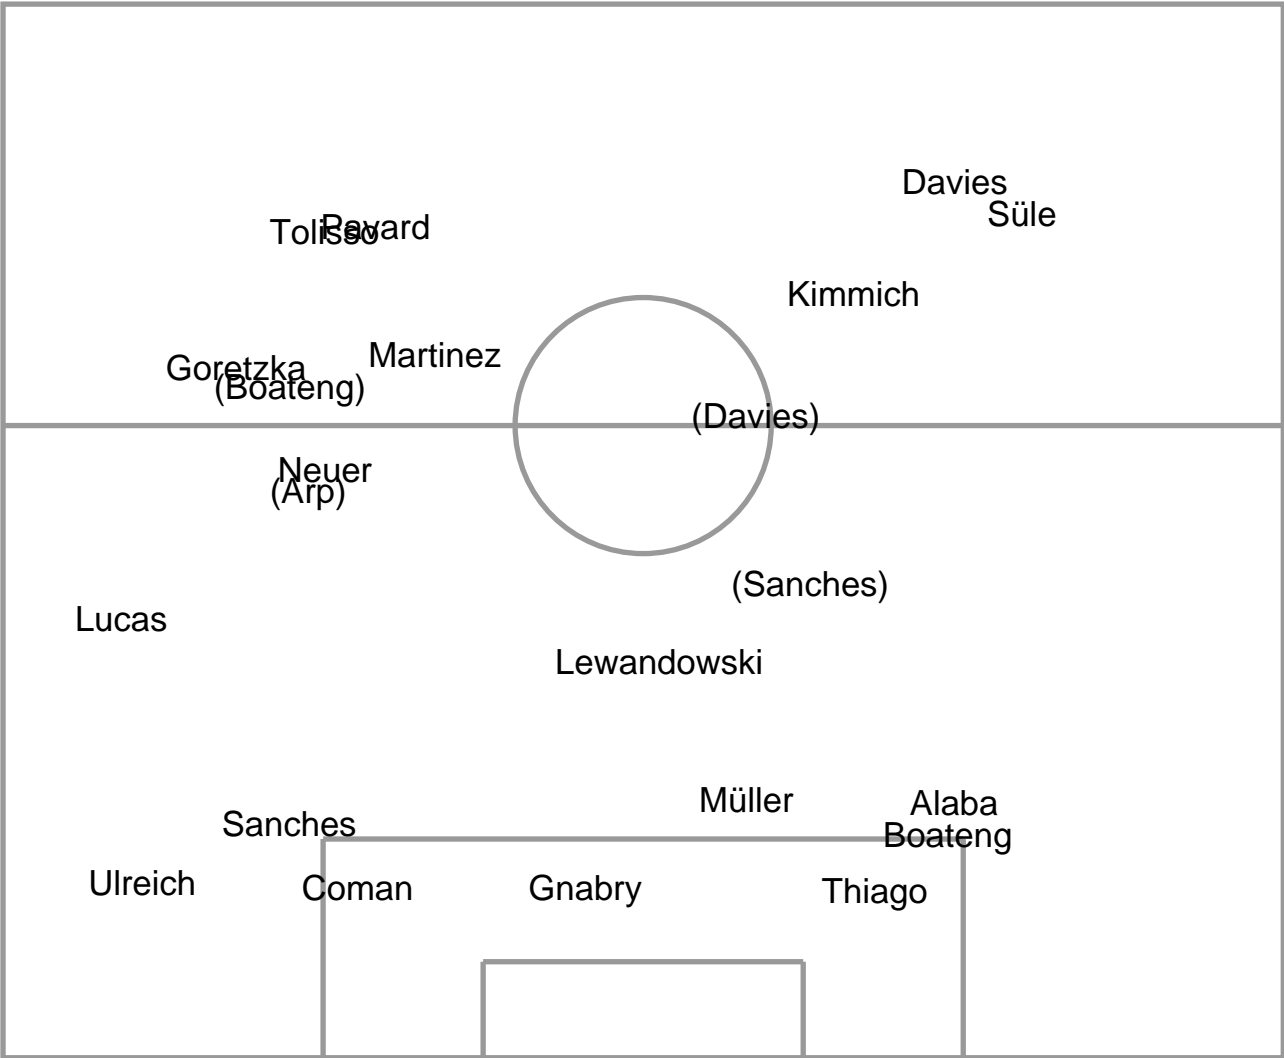 Davies
Süle
Pavard
Tolisso
Kimmich
Martinez
Goretzka
(Boateng)
(Davies)
Neuer
(Arp)
(Sanches)
Lucas
Lewandowski
Müller
Alaba
Sanches
Boateng
Ulreich
Coman
Gnabry
Thiago